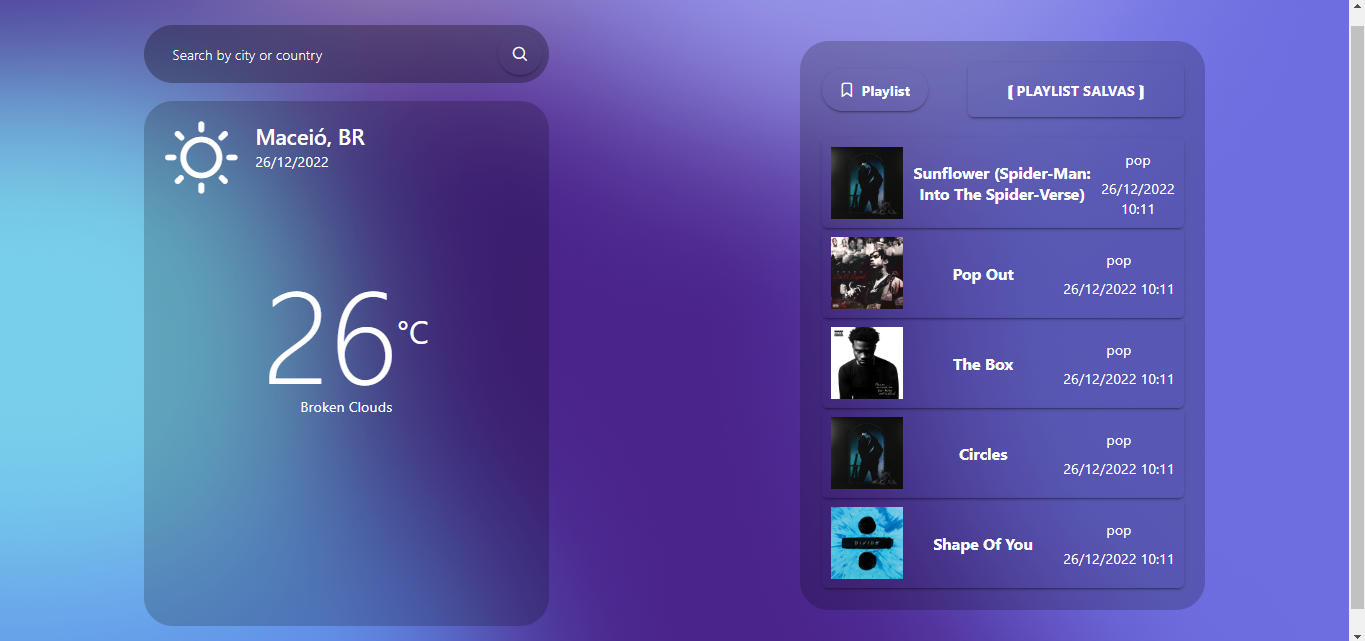 Search by city or country
Maceió, BR
26/12/2022
26 °C
Broken Clouds
Playlist
[ PLAYLIST SALVAS ]
Sunflower (Spider-Man:
Into The Spider-Verse)
pop
26/12/2022
10:11
Pop Out
pop
26/12/2022 10:11
The Box
pop
26/12/2022 10:11
Circles
pop
26/12/2022 10:11
DIVIDE
Shape Of You
pop
26/12/2022 10:11